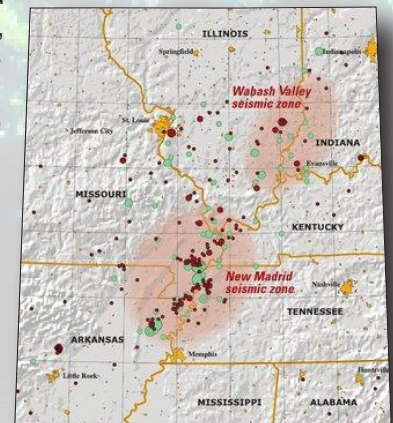 ILLINOIS
Springfield
Indianapolis
Wabash Valley
seismic zone
St. Louis
Jefferson City
INDIANA
Evansville
MISSOURI
KENTUCKY
New Madrid
seismic zone
Nashville
TENNESSEE
ARKANSAS
Memphis
Little Rock
MISSISSIPPI
ALABAMA